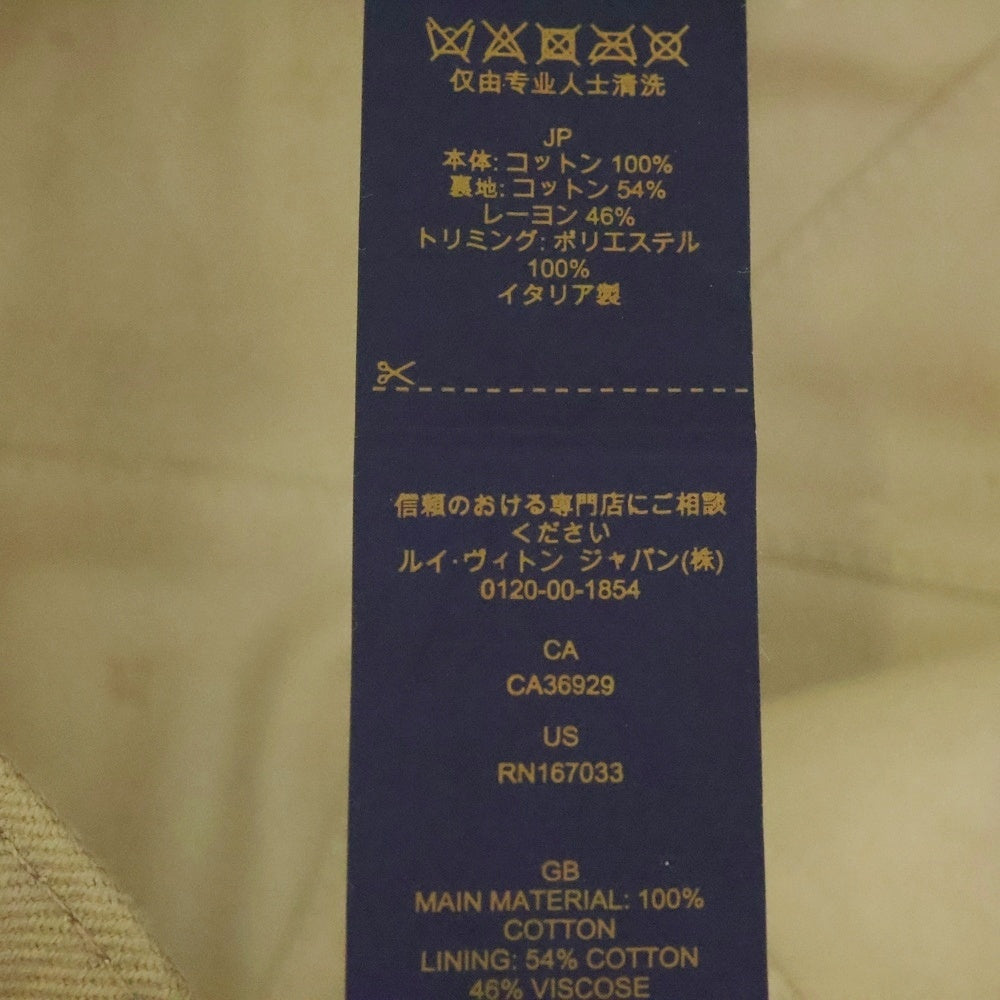 仅由专业人士清洗
JP
本体: コットン 100%
裏地: コットン 54%
レーヨン 46%
トリミング: ポリエステル
100%
イタリア製
信頼のおける専門店にご相談
ください
ルイ·ヴィトン ジャパン(株)
0120-00-1854
CA
CA36929
US
RN167033
GB
MAIN MATERIAL: 100%
COTTON
LINING: 54% COTTON
46% VISCOSE